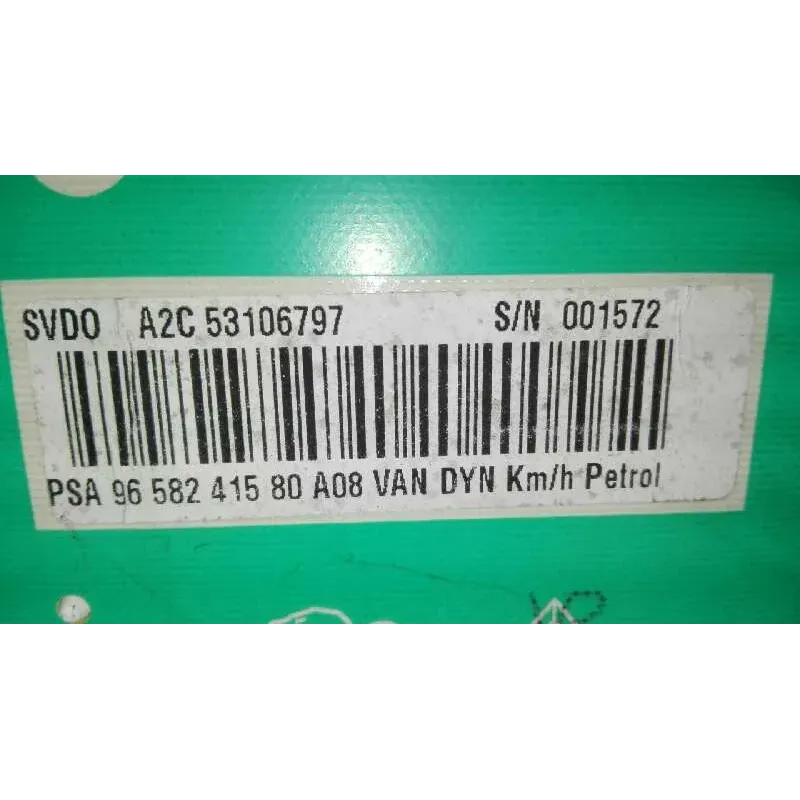 SVDO A2C 53106797 S/N 001572
PSA 96 582 415 80 A08 VAN DYN Km/h Petrol